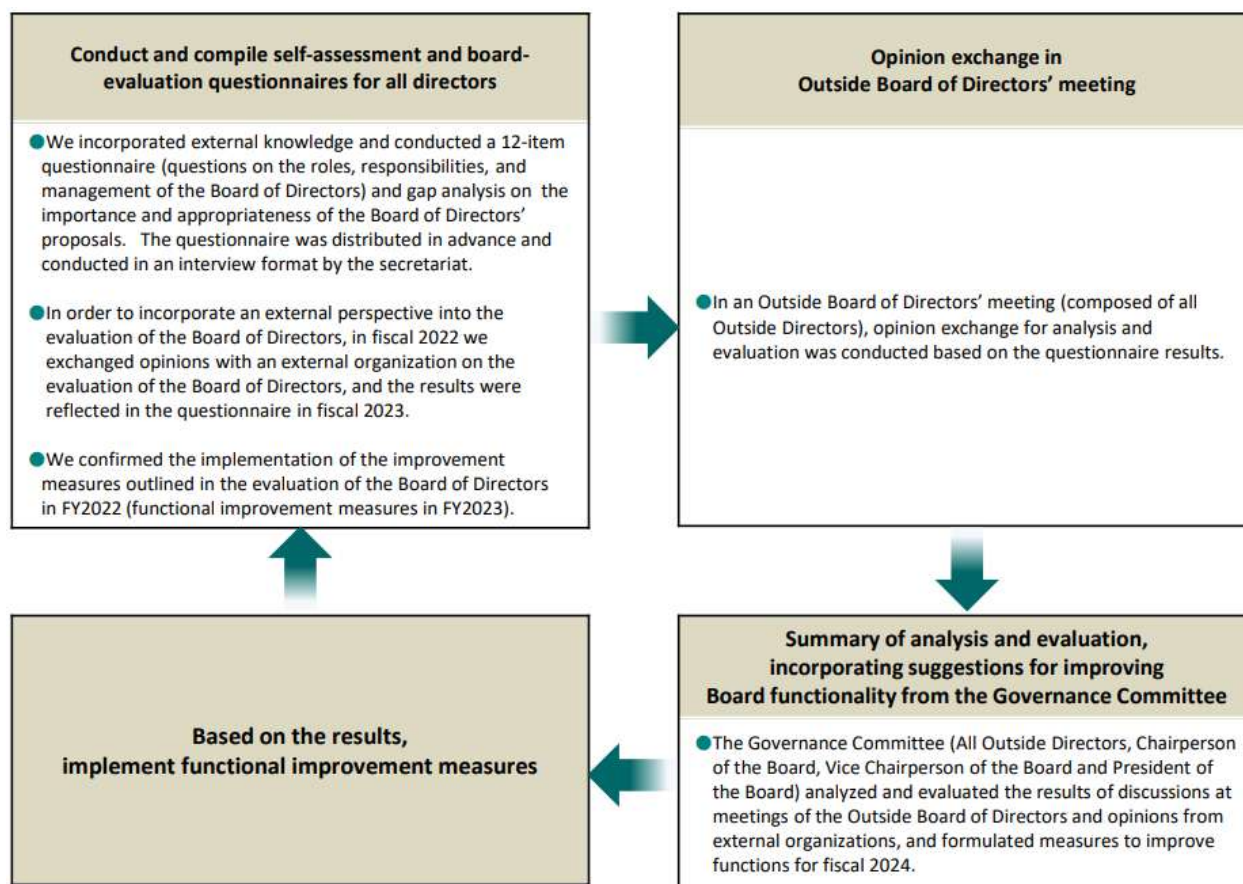 Conduct and compile self-assessment and board-
evaluation questionnaires for all directors
●We incorporated external knowledge and conducted a 12-item
questionnaire (questions on the roles, responsibilities, and
management of the Board of Directors) and gap analysis on the
importance and appropriateness of the Board of Directors'
proposals. The questionnaire was distributed in advance and
conducted in an interview format by the secretariat.
●In order to incorporate an external perspective into the
evaluation of the Board of Directors, in fiscal 2022 we
exchanged opinions with an external organization on the
evaluation of the Board of Directors, and the results were
reflected in the questionnaire in fiscal 2023.
●We confirmed the implementation of the improvement
measures outlined in the evaluation of the Board of Directors
in FY2022 (functional improvement measures in FY2023).
Opinion exchange in
Outside Board of Directors' meeting
●In an Outside Board of Directors' meeting (composed of all
Outside Directors), opinion exchange for analysis and
evaluation was conducted based on the questionnaire results.
Summary of analysis and evaluation,
incorporating suggestions for improving
Board functionality from the Governance Committee
●The Governance Committee (All Outside Directors, Chairperson
of the Board, Vice Chairperson of the Board and President of
the Board) analyzed and evaluated the results of discussions at
meetings of the Outside Board of Directors and opinions from
external organizations, and formulated measures to improve
functions for fiscal 2024.
Based on the results,
implement functional improvement measures